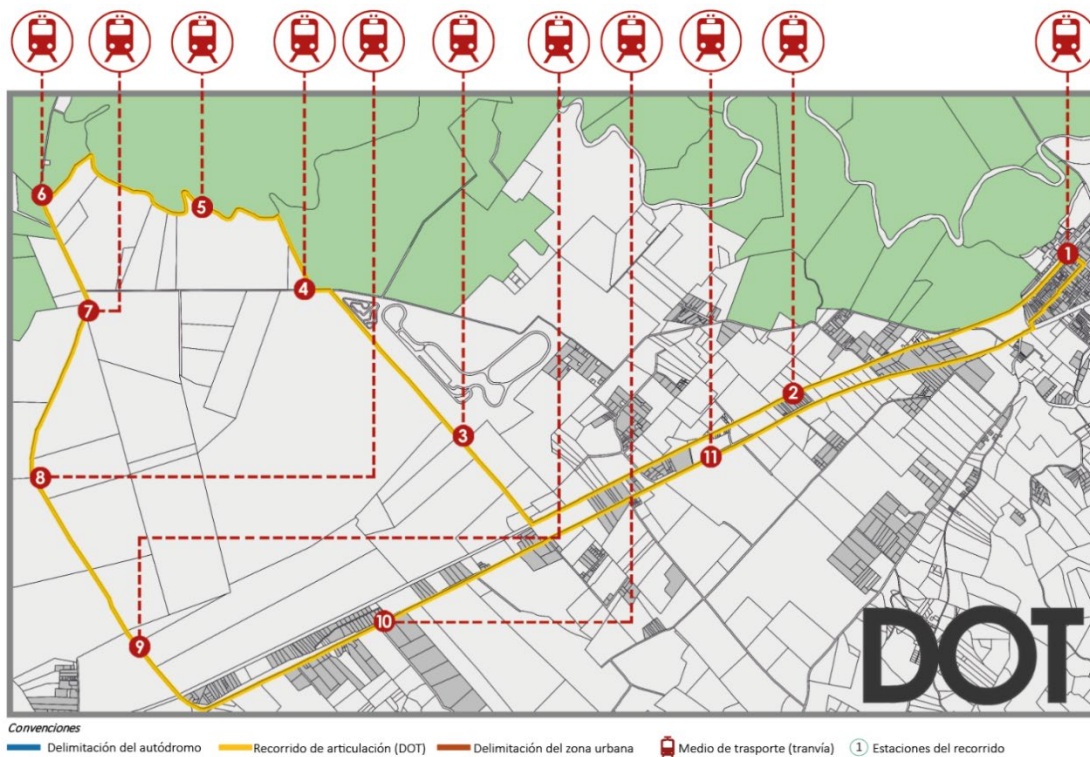 6
5
1
4
7
2
3
11
8
10
9
DOT
Convenciones
Delimitación del autódromo
Recorrido de articulación (DOT)
Delimitación del zona urbana
Medio de trasporte (tranvía)
1 Estaciones del recorrido